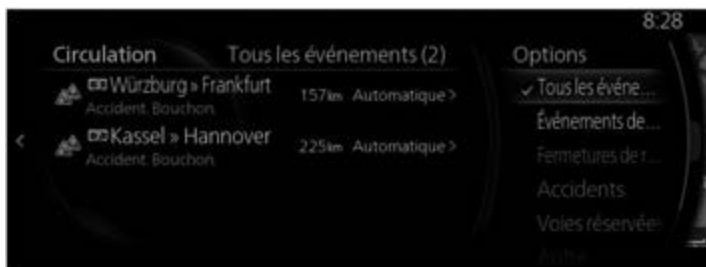 8:28
Circulation Tous les événements (2)
Würzburg » Frankfurt
Accident. Bouchon.
157km Automatique >
Kassel » Hannover
Accident. Bouchon.
225km Automatique >
Options
Tous les événe...
Événements de...
Fermetures de r...
Accidents
Voies réservées